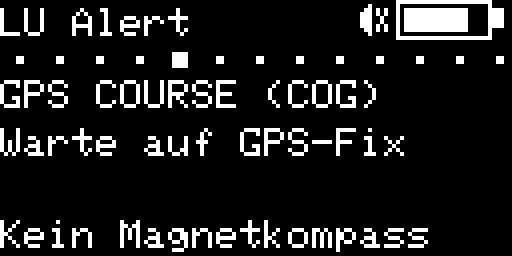 LU Alert
GPS COURSE (COG)
Warte auf GPS-Fix
Kein Magnetkompass